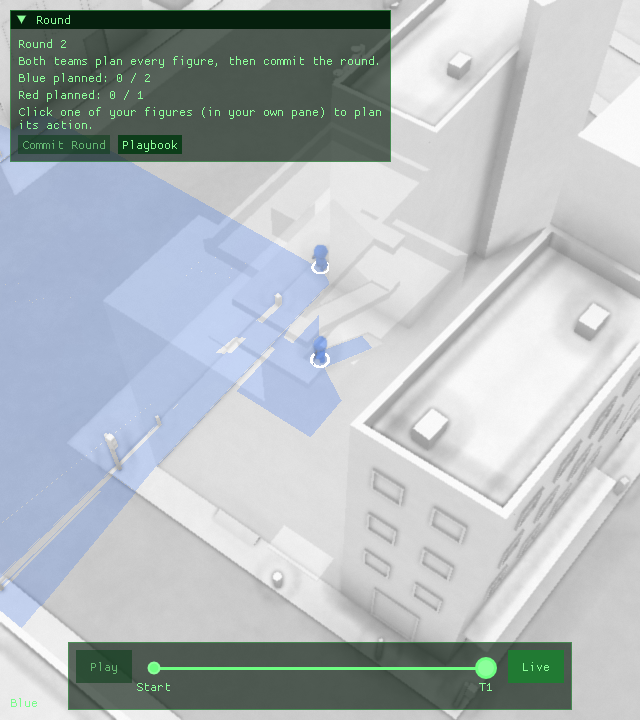 Round
Round 2
Both teams plan every figure, then commit the round.
Blue planned: 0 / 2
Red planned: 0 / 1
Click one of your figures (in your own pane) to plan
its action.
Commit Round
Playbook
Play
Live
Start
T1
Blue